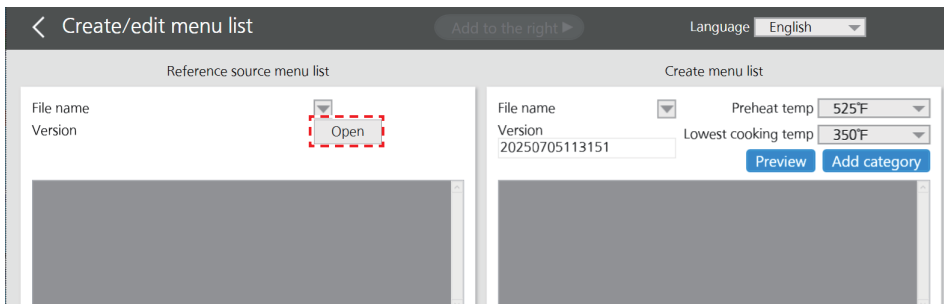 Create/edit menu list
Add to the right ▶
Language English
Reference source menu list
File name
Version
Open
Create menu list
File name
Preheat temp 525°F
Version
20250705113151
Lowest cooking temp 350°F
Preview
Add category